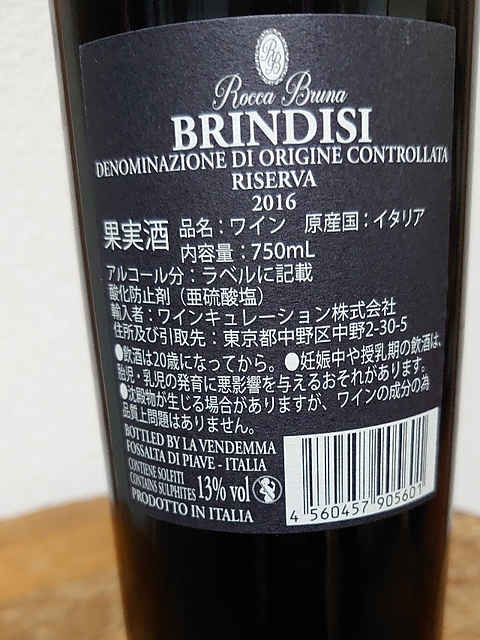 Rocca Bruna
BRINDISI
DENOMINAZIONE DI ORIGINE CONTROLLATA
RISERVA
2016
果実酒 品名：ワイン 原産国：イタリア
内容量：750mL
アルコール分：ラベルに記載
酸化防止剤（亜硫酸塩）
輸入者：ワインキュレーション株式会社
住所及び引取先：東京都中野区中野2-30-5
●飲酒は20歳になってから。●妊娠中や授乳期の飲酒は、
胎児・乳児の発育に悪影響を与えるおそれがあります。
●沈殿物が生じる場合がありますが、ワインの成分の為
品質上問題はありません。
BOTTLED BY LA VENDEMMA
FOSSALTA DI PIAVE - ITALIA
CONTIENE SOLFITI
CONTAINS SULPHITES 13% vol
PRODOTTO IN ITALIA
4 560457 905601